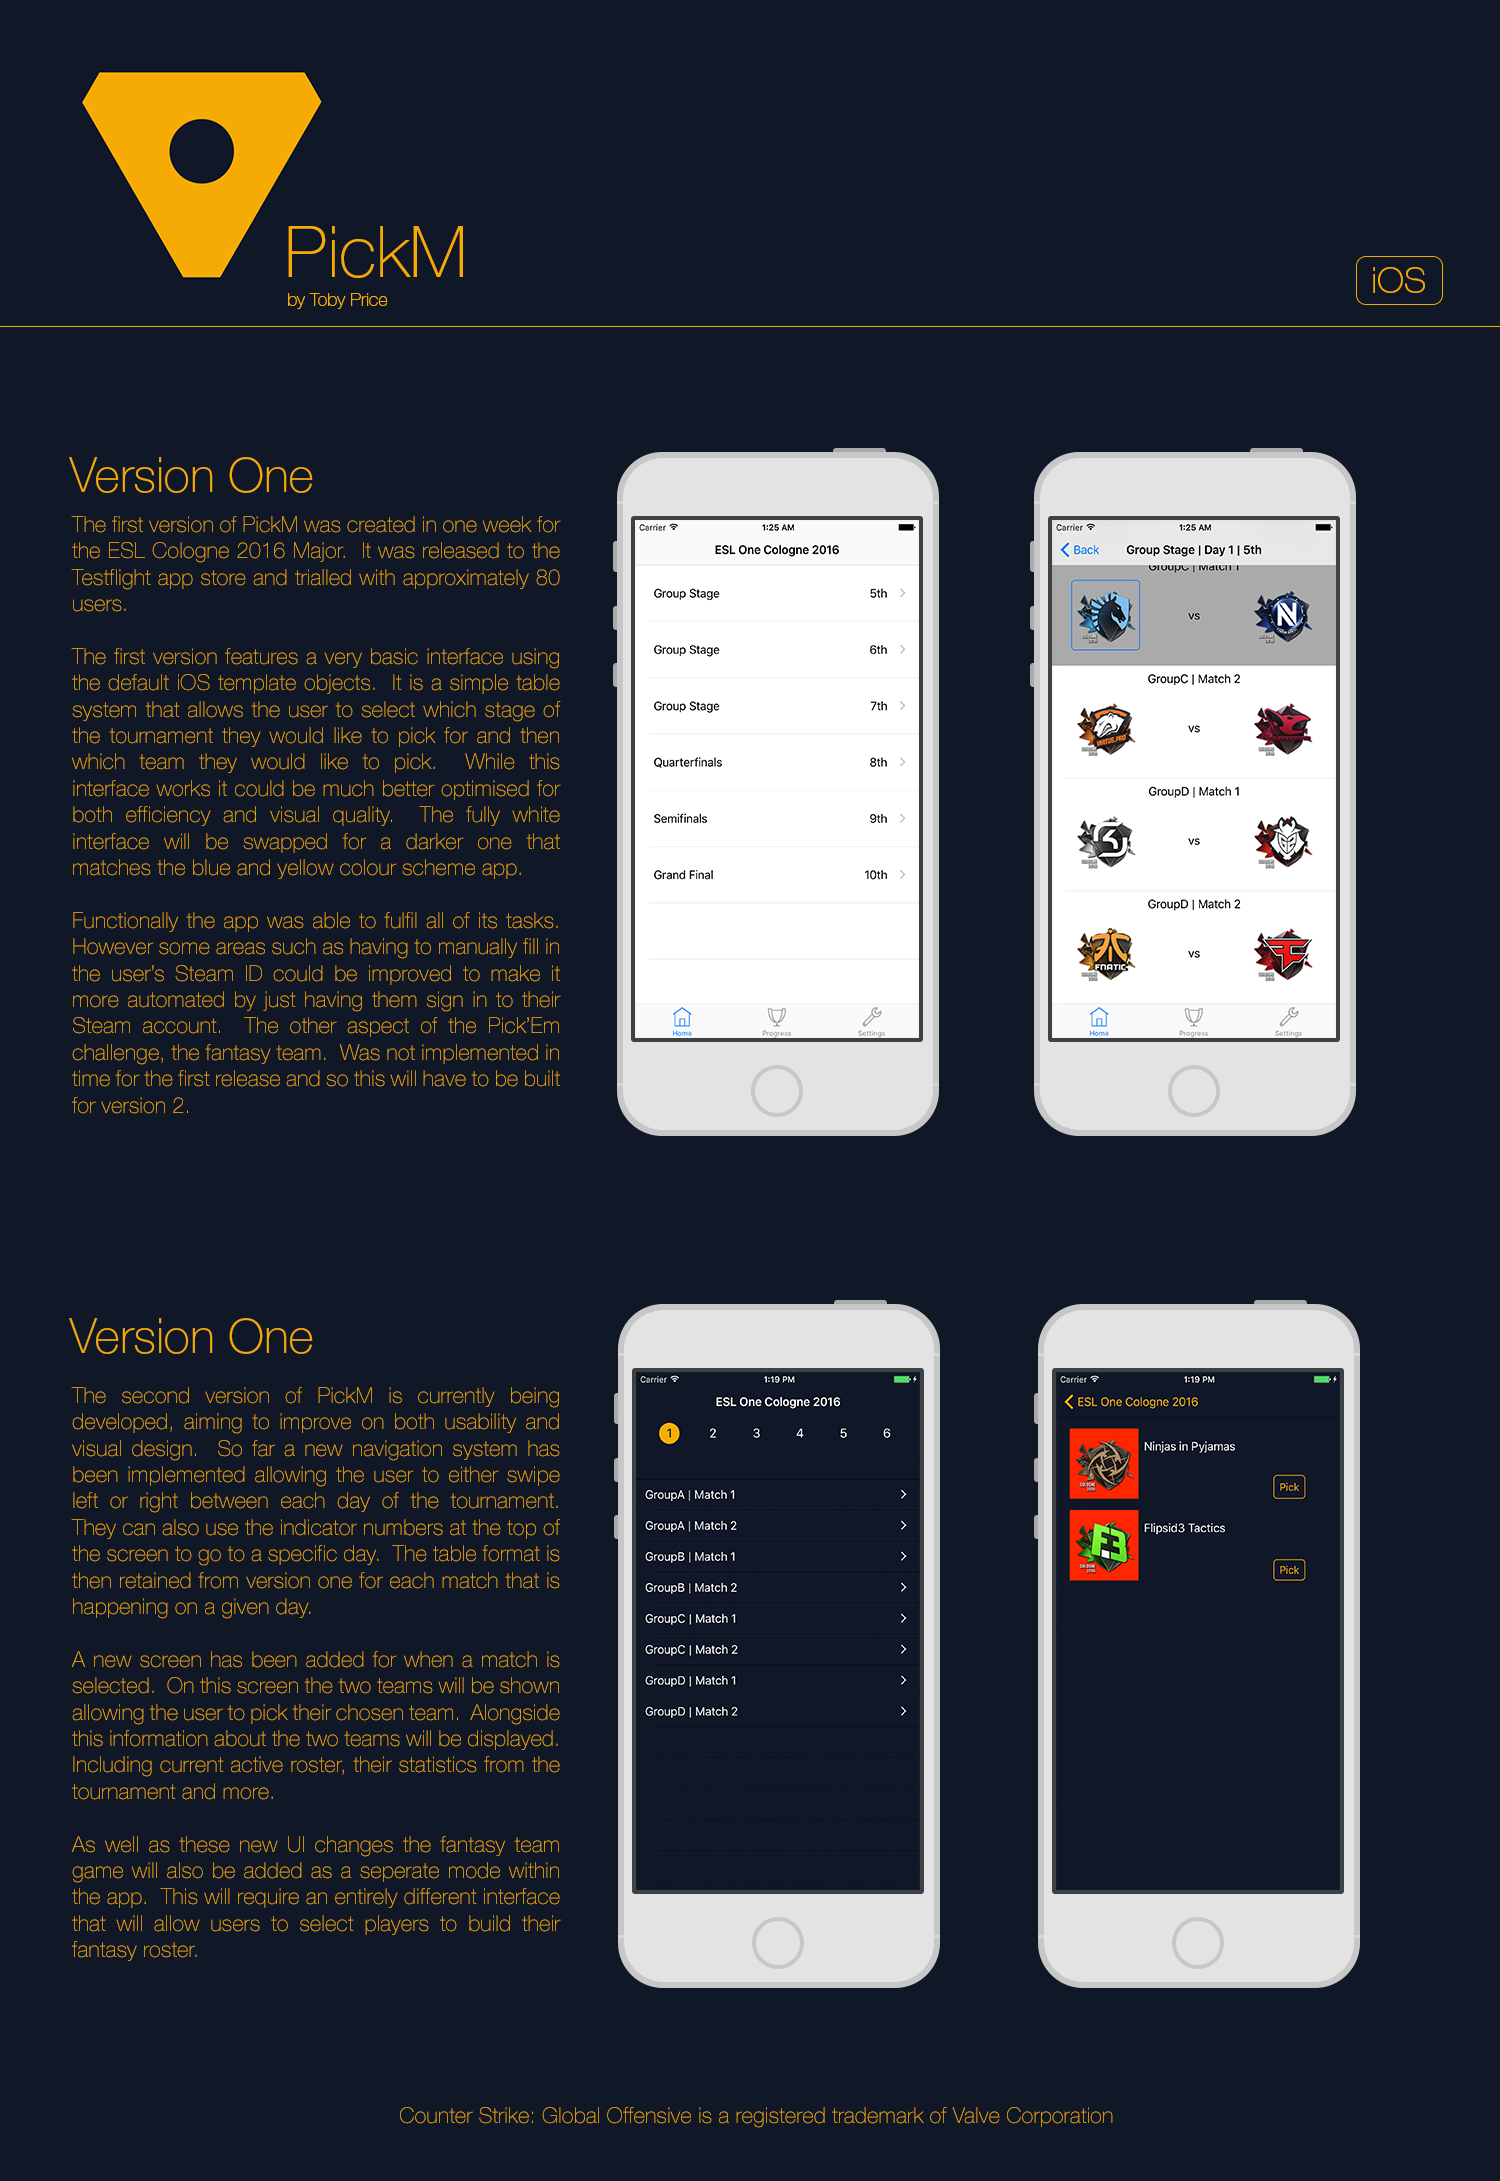 PickM
by Toby Price
iOS
Version One
The first version of PickM was created in one week for
the ESL Cologne 2016 Major. It was released to the
Testflight app store and trialled with approximately 80
users.
The first version features a very basic interface using
the default iOS template objects. It is a simple table
system that allows the user to select which stage of
the tournament they would like to pick for and then
which team they would like to pick. While this
interface works it could be much better optimised for
both efficiency and visual quality. The fully white
interface will be swapped for a darker one that
matches the blue and yellow colour scheme app.
Functionally the app was able to fulfil all of its tasks.
However some areas such as having to manually fill in
the user's Steam ID could be improved to make it
more automated by just having them sign in to their
Steam account. The other aspect of the Pick'Em
challenge, the fantasy team. Was not implemented in
time for the first release and so this will have to be built
for version 2.
Carrier 1:25 AM
ESL One Cologne 2016
Group Stage 5th
Group Stage 6th
Group Stage 7th
Quarterfinals 8th
Semifinals 9th
Grand Final 10th
Home Progress Settings
Carrier 1:25 AM
Back Group Stage | Day 1 | 5th
GroupC | Match 1
vs
GroupC | Match 2
VIRTUS.PRO vs
GroupD | Match 1
vs
GroupD | Match 2
FNATIC vs
Home Progress Settings
Version One
The second version of PickM is currently being
developed, aiming to improve on both usability and
visual design. So far a new navigation system has
been implemented allowing the user to either swipe
left or right between each day of the tournament.
They can also use the indicator numbers at the top of
the screen to go to a specific day. The table format is
then retained from version one for each match that is
happening on a given day.
A new screen has been added for when a match is
selected. On this screen the two teams will be shown
allowing the user to pick their chosen team. Alongside
this information about the two teams will be displayed.
Including current active roster, their statistics from the
tournament and more.
As well as these new UI changes the fantasy team
game will also be added as a seperate mode within
the app. This will require an entirely different interface
that will allow users to select players to build their
fantasy roster.
Carrier 1:19 PM
ESL One Cologne 2016
1 2 3 4 5 6
GroupA | Match 1
GroupA | Match 2
GroupB | Match 1
GroupB | Match 2
GroupC | Match 1
GroupC | Match 2
GroupD | Match 1
GroupD | Match 2
Carrier 1:19 PM
ESL One Cologne 2016
Ninjas in Pyjamas
Pick
Flipsid3 Tactics
Pick
Counter Strike: Global Offensive is a registered trademark of Valve Corporation